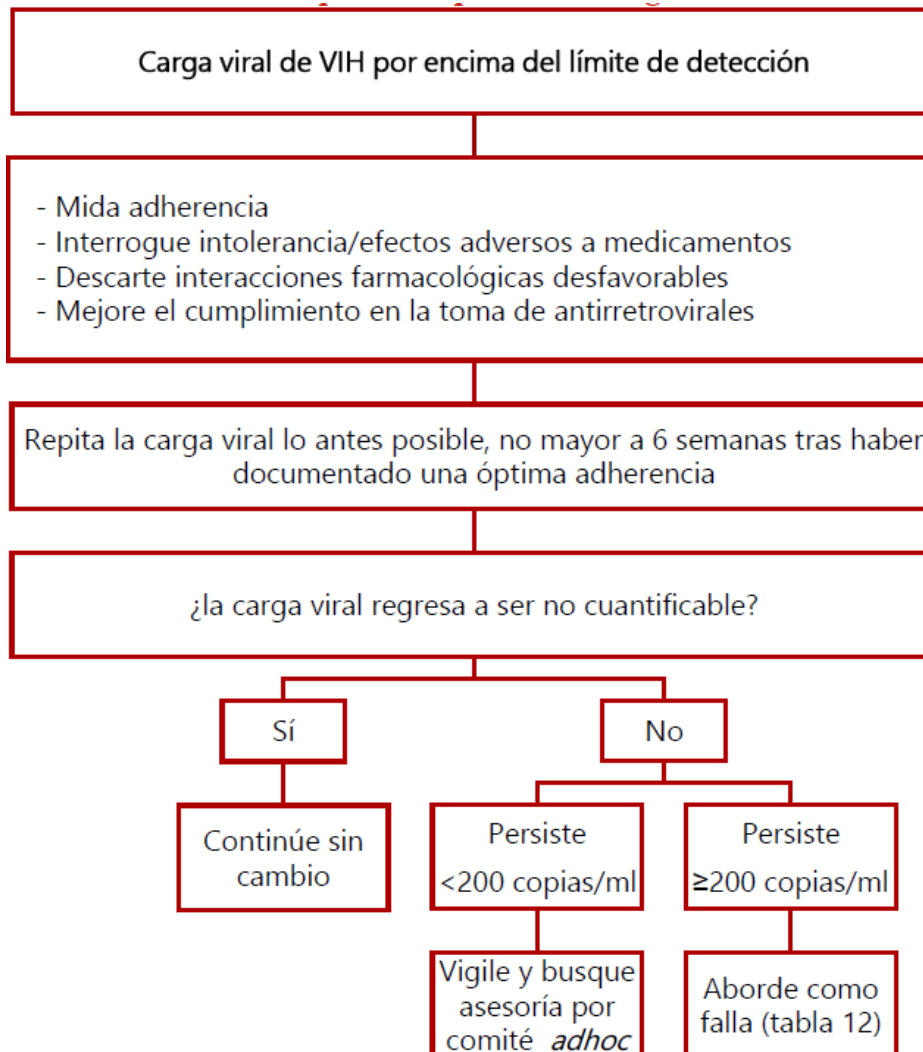 Carga viral de VIH por encima del límite de detección
- Mida adherencia
- Interrogue intolerancia/efectos adversos a medicamentos
- Descarte interacciones farmacológicas desfavorables
- Mejore el cumplimiento en la toma de antirretrovirales
Repita la carga viral lo antes posible, no mayor a 6 semanas tras haber
documentado una óptima adherencia
¿la carga viral regresa a ser no cuantificable?
Sí
No
Continúe sin
cambio
Persiste
<200 copias/ml
Persiste
≥200 copias/ml
Vigile y busque
asesoría por
comité adhoc
Aborde como
falla (tabla 12)